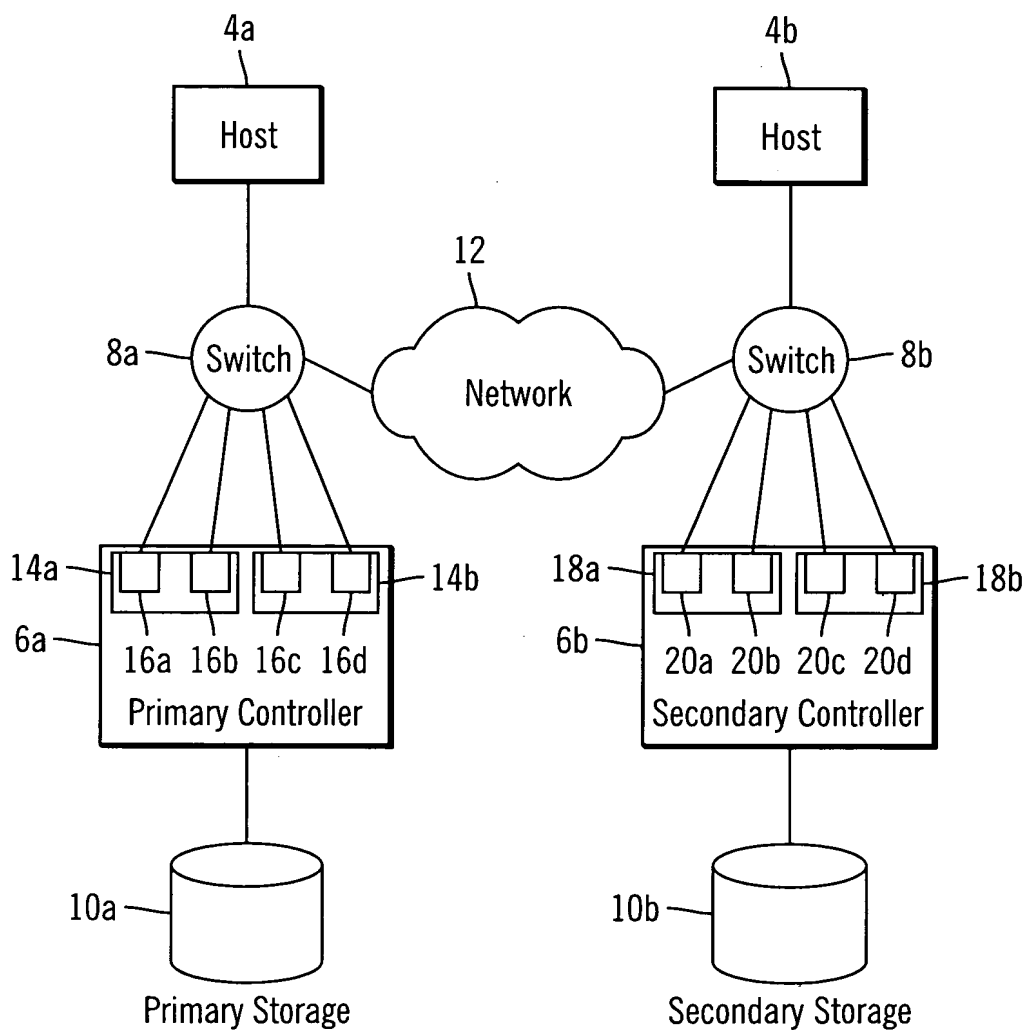 4a 4b
Host Host
12
8a Switch Network Switch 8b
14a 14b 18a 18b
6a 6b
16a 16b 16c 16d 20a 20b 20c 20d
Primary Controller Secondary Controller
10a 10b
Primary Storage Secondary Storage